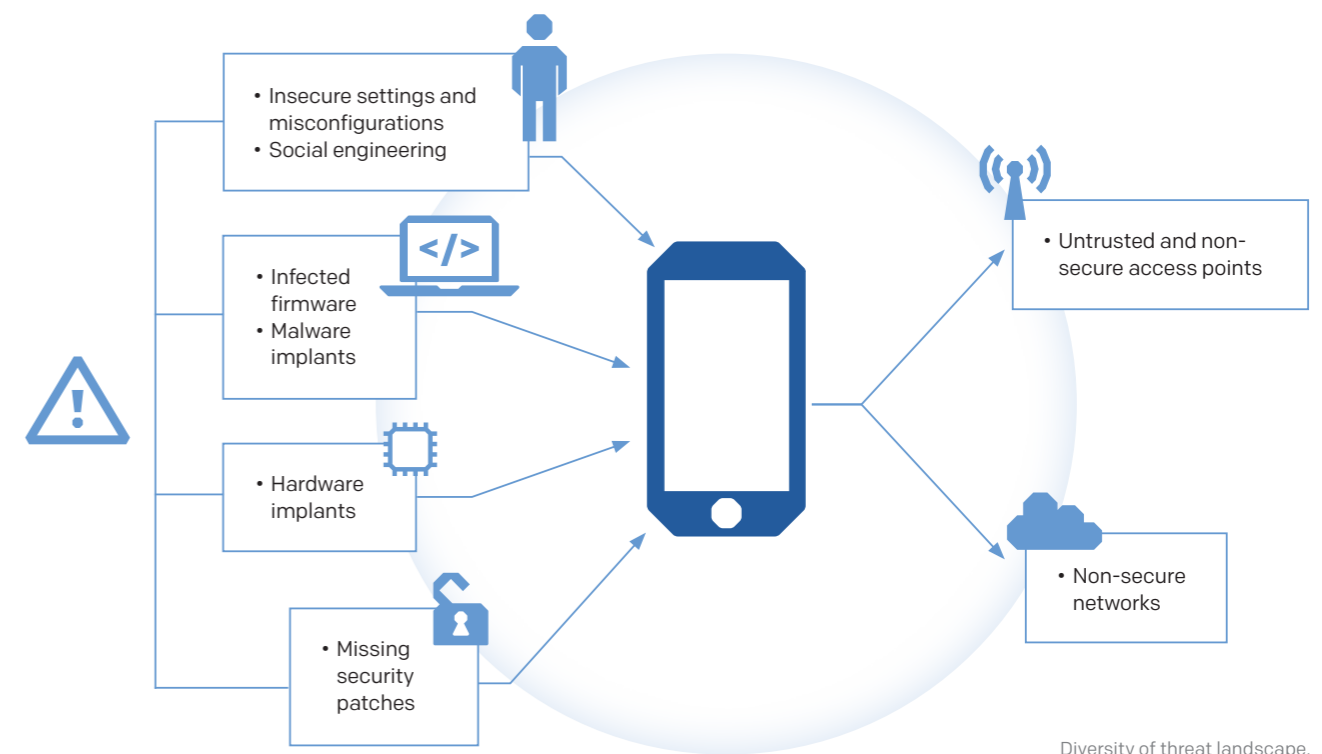 • Insecure settings and
misconfigurations
• Social engineering
</>
• Infected
firmware
• Malware
implants
!
• Hardware
implants
• Missing
security
patches
• Untrusted and non-
secure access points
• Non-secure
networks
Diversity of threat landscape.